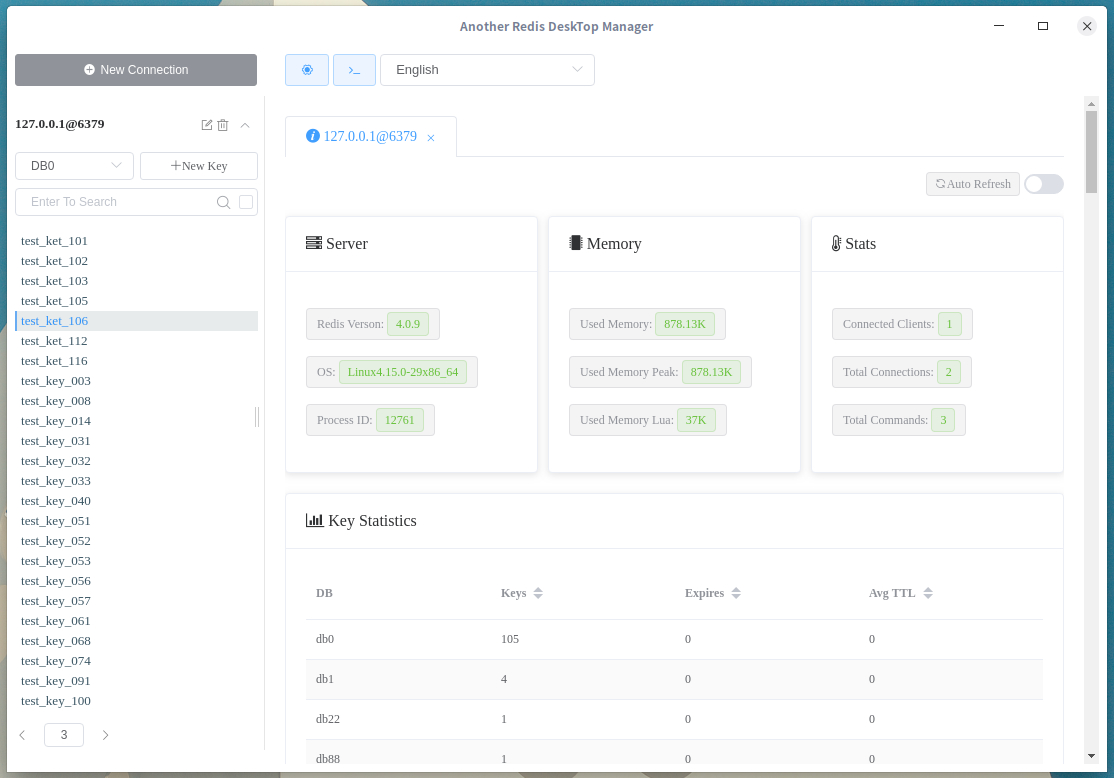 Another Redis DeskTop Manager
New Connection
>_
English
127.0.0.1@6379
DB0
New Key
Enter To Search
test_ket_101
test_ket_102
test_ket_103
test_ket_105
test_ket_106
test_ket_112
test_ket_116
test_key_003
test_key_008
test_key_014
test_key_031
test_key_032
test_key_033
test_key_040
test_key_051
test_key_052
test_key_053
test_key_056
test_key_057
test_key_061
test_key_068
test_key_074
test_key_091
test_key_100
3
127.0.0.1@6379
Auto Refresh
Server
Redis Verson: 4.0.9
OS: Linux4.15.0-29x86_64
Process ID: 12761
Memory
Used Memory: 878.13K
Used Memory Peak: 878.13K
Used Memory Lua: 37K
Stats
Connected Clients: 1
Total Connections: 2
Total Commands: 3
Key Statistics
DB Keys Expires Avg TTL
db0 105 0 0
db1 4 0 0
db22 1 0 0
db88 1 0 0